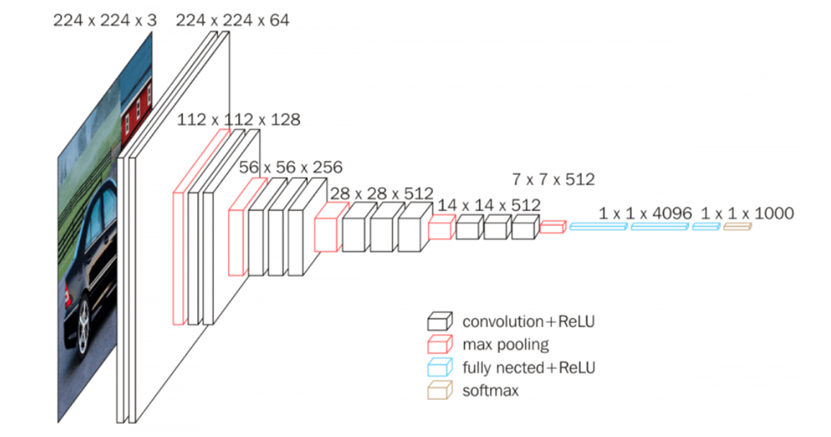 224 x 224 x 3
224 x 224 x 64
112 x 112 x 128
56 x 56 x 256
28 x 28 x 512
14 x 14 x 512
7 x 7 x 512
1 x 1 x 4096
1 x 1 x 1000
convolution+ReLU
max pooling
fully nected+ReLU
softmax